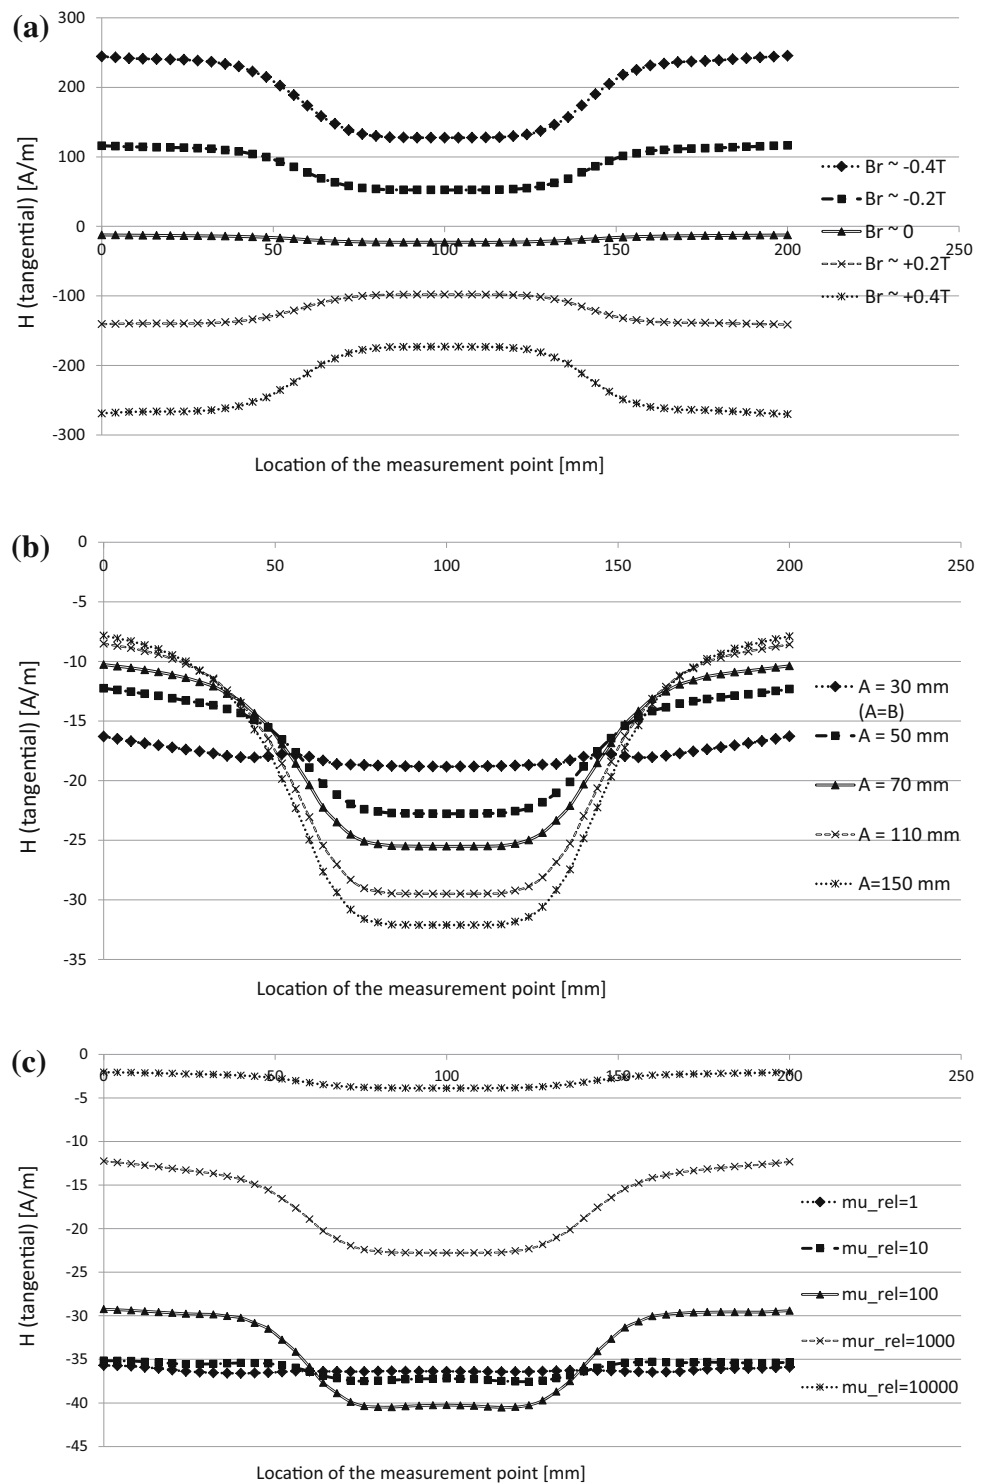 (a)
300
200
100
0
-100
-200
-300
0
50
100
150
200
250
H (tangential) [A/m]
Location of the measurement point [mm]
Br ~ -0.4T
Br ~ -0.2T
Br ~ 0
Br ~ +0.2T
Br ~ +0.4T
(b)
0
-5
-10
-15
-20
-25
-30
-35
0
50
100
150
200
250
H (tangential) [A/m]
Location of the measurement point [mm]
A = 30 mm
(A=B)
A = 50 mm
A = 70 mm
A = 110 mm
A=150 mm
(c)
0
-5
-10
-15
-20
-25
-30
-35
-40
-45
0
50
100
150
200
250
H (tangential) [A/m]
Location of the measurement point [mm]
mu_rel=1
mu_rel=10
mu_rel=100
mur_rel=1000
mu_rel=10000